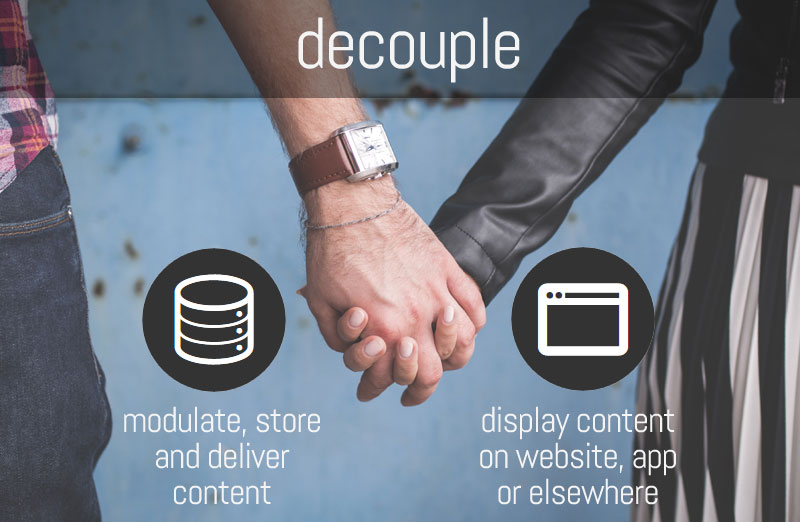 decouple
modulate, store
and deliver
content
display content
on website, app
or elsewhere